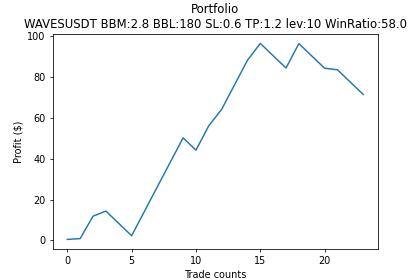 Portfolio
WAVESUSDT BBM:2.8 BBL:180 SL:0.6 TP:1.2 lev:10 WinRatio:58.0
100
80
60
40
20
0
Profit ($)
0 5 10 15 20
Trade counts